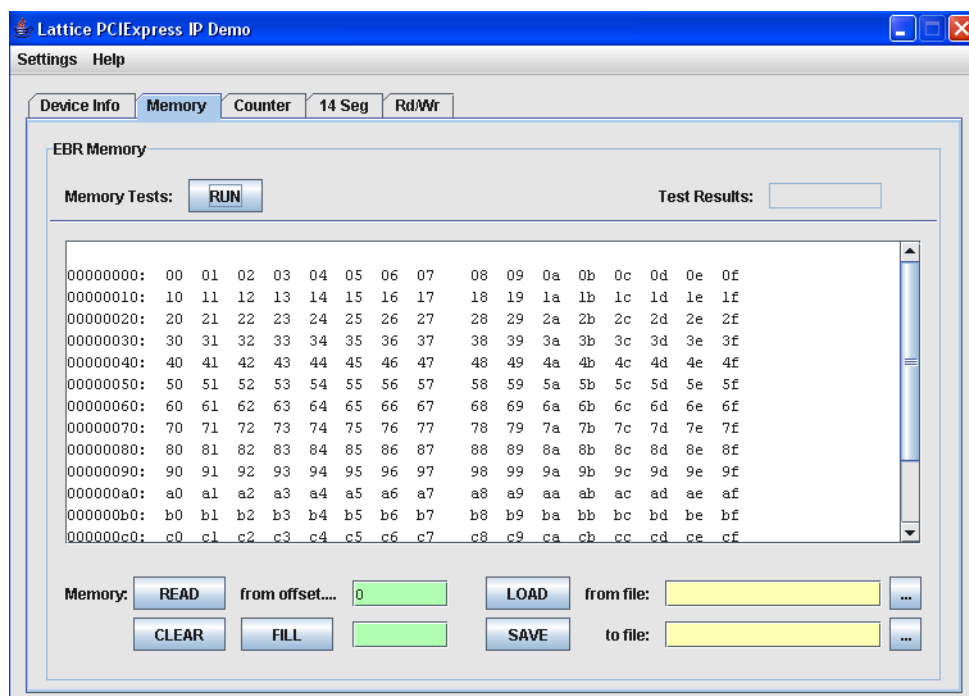 Lattice PCIExpress IP Demo
Settings Help
Device Info Memory Counter 14 Seg Rd/Wr
EBR Memory
Memory Tests: RUN Test Results:
00000000: 00 01 02 03 04 05 06 07 08 09 0a 0b 0c 0d 0e 0f
00000010: 10 11 12 13 14 15 16 17 18 19 1a 1b 1c 1d 1e 1f
00000020: 20 21 22 23 24 25 26 27 28 29 2a 2b 2c 2d 2e 2f
00000030: 30 31 32 33 34 35 36 37 38 39 3a 3b 3c 3d 3e 3f
00000040: 40 41 42 43 44 45 46 47 48 49 4a 4b 4c 4d 4e 4f
00000050: 50 51 52 53 54 55 56 57 58 59 5a 5b 5c 5d 5e 5f
00000060: 60 61 62 63 64 65 66 67 68 69 6a 6b 6c 6d 6e 6f
00000070: 70 71 72 73 74 75 76 77 78 79 7a 7b 7c 7d 7e 7f
00000080: 80 81 82 83 84 85 86 87 88 89 8a 8b 8c 8d 8e 8f
00000090: 90 91 92 93 94 95 96 97 98 99 9a 9b 9c 9d 9e 9f
000000a0: a0 a1 a2 a3 a4 a5 a6 a7 a8 a9 aa ab ac ad ae af
000000b0: b0 b1 b2 b3 b4 b5 b6 b7 b8 b9 ba bb bc bd be bf
000000c0: c0 c1 c2 c3 c4 c5 c6 c7 c8 c9 ca cb cc cd ce cf
Memory: READ from offset.... 0 LOAD from file: ...
CLEAR FILL SAVE to file: ...